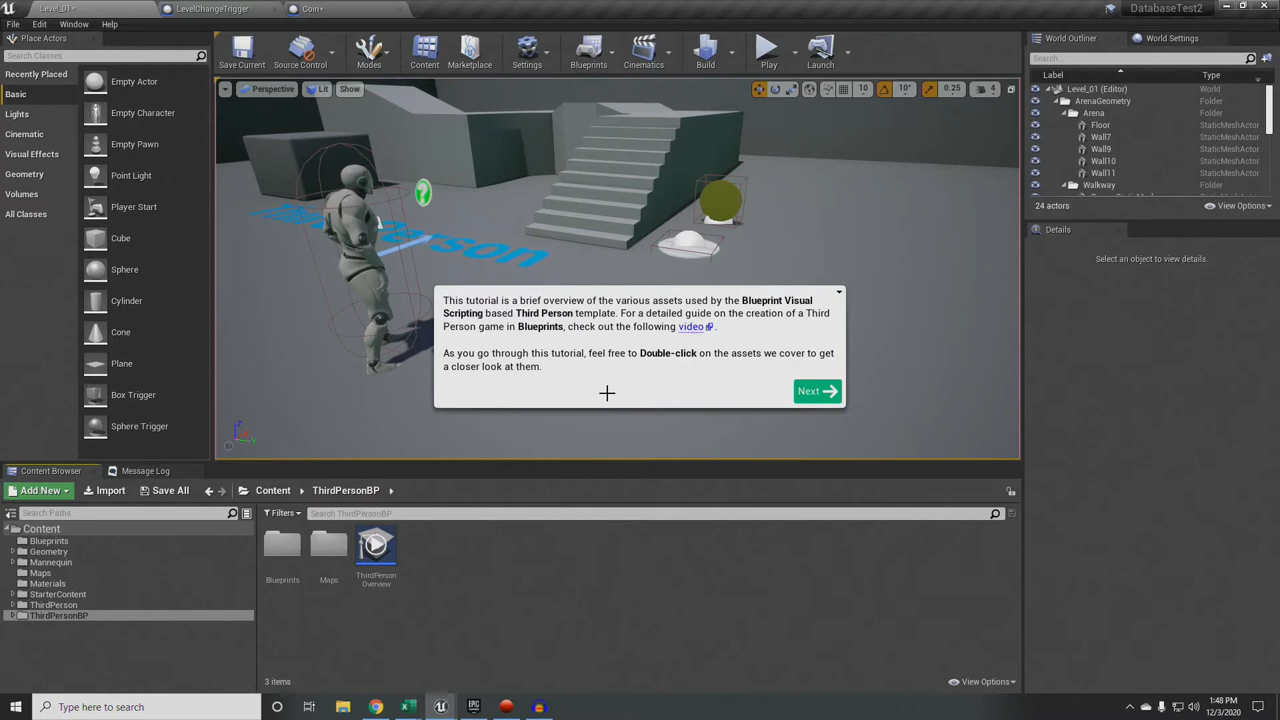 Level_01*
LevelChangeTrigger
Coin*
DatabaseTest2
File Edit Window Help
Place Actors
Search Classes
Recently Placed
Basic
Lights
Cinematic
Visual Effects
Geometry
Volumes
All Classes
Empty Actor
Empty Character
Empty Pawn
Point Light
Player Start
Cube
Sphere
Cylinder
Cone
Plane
Box Trigger
Sphere Trigger
Save Current
Source Control
Modes
Content
Marketplace
Settings
Blueprints
Cinematics
Build
Play
Launch
Perspective
Lit
Show
10
10°
0.25
4
Person
This tutorial is a brief overview of the various assets used by the Blueprint Visual
Scripting based Third Person template. For a detailed guide on the creation of a Third
Person game in Blueprints, check out the following video .
As you go through this tutorial, feel free to Double-click on the assets we cover to get
a closer look at them.
Next
World Outliner
World Settings
Search...
Label
Type
Level_01 (Editor) World
ArenaGeometry Folder
Arena Folder
Floor StaticMeshActor
Wall7 StaticMeshActor
Wall9 StaticMeshActor
Wall10 StaticMeshActor
Wall11 StaticMeshActor
Walkway Folder
24 actors
View Options
Details
Select an object to view details.
Content Browser
Message Log
Add New
Import
Save All
Content
ThirdPersonBP
Search Paths
Filters
Search ThirdPersonBP
Content
Blueprints
Geometry
Mannequin
Maps
Materials
StarterContent
ThirdPerson
ThirdPersonBP
Blueprints
Maps
ThirdPerson
Overview
3 items
View Options
Type here to search
EPIC
1:48 PM
12/3/2020